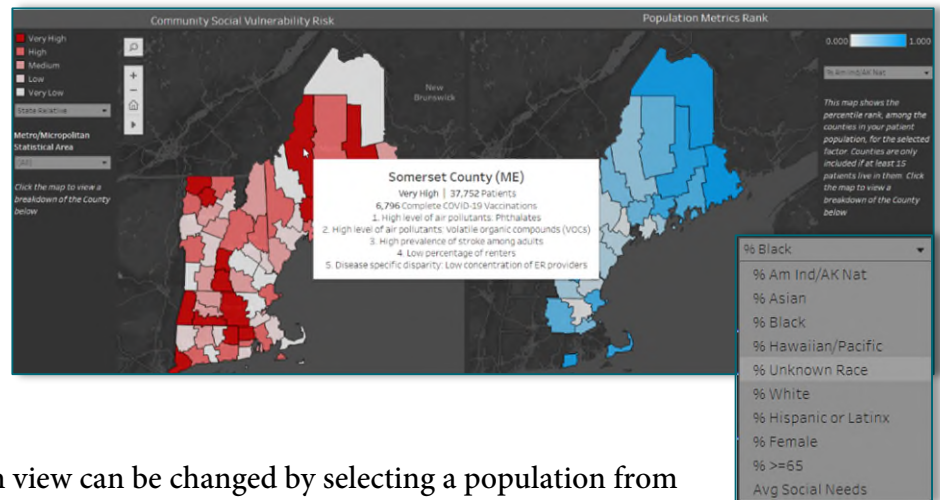 Community Social Vulnerability Risk
Population Metrics Rank
Very High
High
Medium
Low
Very Low
State Relative
Metro/Micropolitan
Statistical Area
(All)
Click the map to view a
breakdown of the County
below
New
Brunswick
Somerset County (ME)
Very High | 37,752 Patients
6,796 Complete COVID-19 Vaccinations
1. High level of air pollutants: Phthalates
2. High level of air pollutants: Volatile organic compounds (VOCs)
3. High prevalence of stroke among adults
4. Low percentage of renters
5. Disease specific disparity: Low concentration of ER providers
0.000 1.000
% Am Ind/AK Nat
This map shows the
percentile rank, among the
counties in your patient
population, for the selected
factor. Counties are only
included if at least 15
patients live in them. Click
the map to view a
breakdown of the County
below
% Black
% Am Ind/AK Nat
% Asian
% Black
% Hawaiian/Pacific
% Unknown Race
% White
% Hispanic or Latinx
% Female
% >=65
Avg Social Needs
view can be changed by selecting a population from